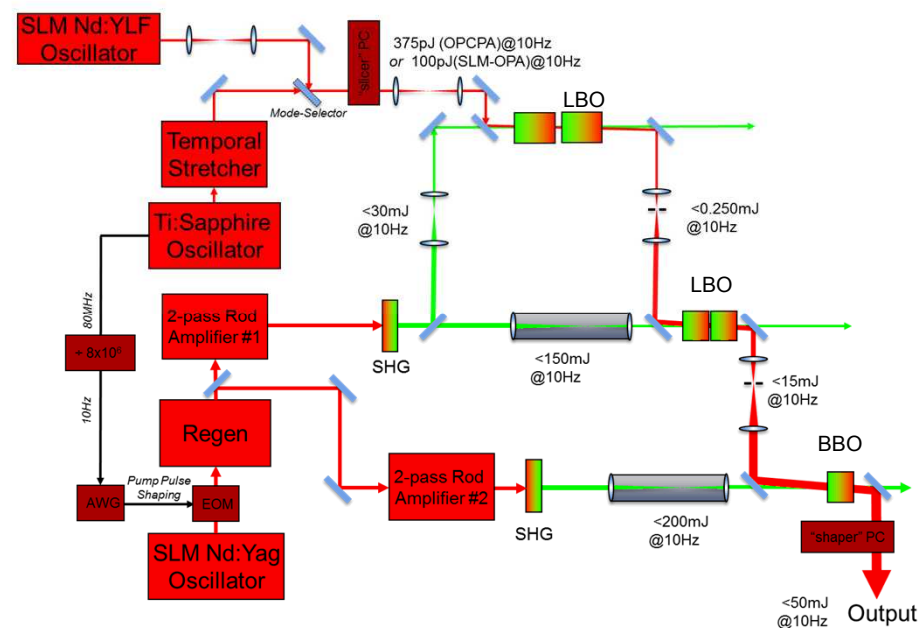 SLM Nd:YLF
Oscillator
"slicer" PC
375pJ (OPCPA)@10Hz
or 100pJ(SLM-OPA)@10Hz
Mode-Selector
LBO
Temporal
Stretcher
<30mJ
@10Hz
<0.250mJ
@10Hz
Ti:Sapphire
Oscillator
80MHz
LBO
2-pass Rod
Amplifier #1
÷ 8x10⁶
SHG
<150mJ
@10Hz
<15mJ
@10Hz
10Hz
Regen
BBO
2-pass Rod
Amplifier #2
Pump Pulse
Shaping
AWG
EOM
SHG
<200mJ
@10Hz
"shaper" PC
SLM Nd:Yag
Oscillator
<50mJ
@10Hz
Output